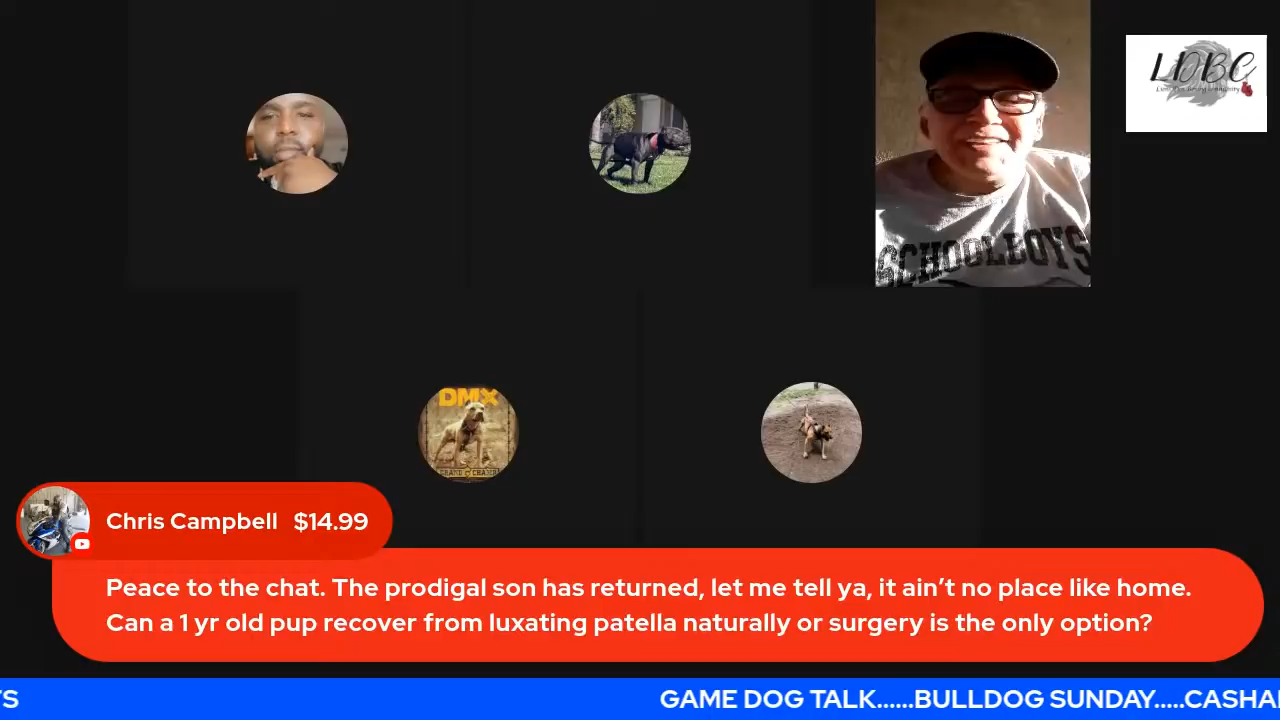 LDBC
SCHOOLBOYS
DMX
Chris Campbell $14.99
Peace to the chat. The prodigal son has returned, let me tell ya, it ain’t no place like home.
Can a 1 yr old pup recover from luxating patella naturally or surgery is the only option?
GAME DOG TALK......BULLDOG SUNDAY.....CASHA